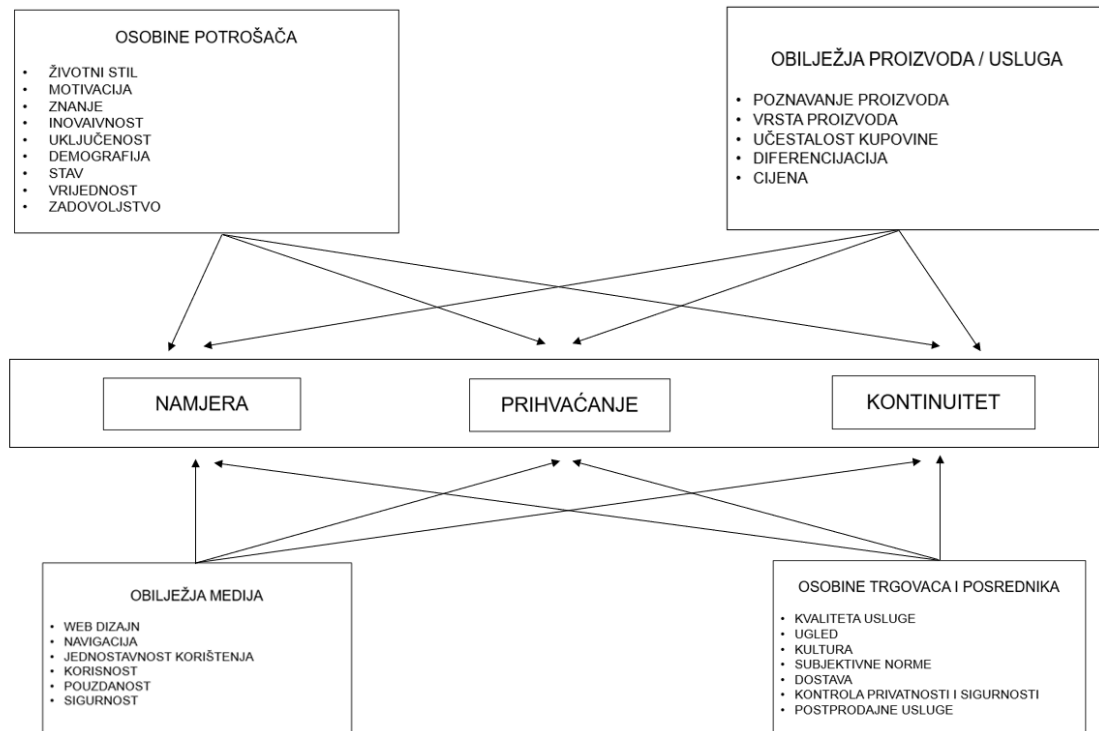 OSOBINE POTROŠAČA
• ŽIVOTNI STIL
• MOTIVACIJA
• ZNANJE
• INOVAIVNOST
• UKLJUČENOST
• DEMOGRAFIJA
• STAV
• VRIJEDNOST
• ZADOVOLJSTVO
OBILJEŽJA PROIZVODA / USLUGA
• POZNAVANJE PROIZVODA
• VRSTA PROIZVODA
• UČESTALOST KUPOVINE
• DIFERENCIJACIJA
• CIJENA
NAMJERA
PRIHVAĆANJE
KONTINUITET
OBILJEŽJA MEDIJA
• WEB DIZAJN
• NAVIGACIJA
• JEDNOSTAVNOST KORIŠTENJA
• KORISNOST
• POUZDANOST
• SIGURNOST
OSOBINE TRGOVACA I POSREDNIKA
• KVALITETA USLUGE
• UGLED
• KULTURA
• SUBJEKTIVNE NORME
• DOSTAVA
• KONTROLA PRIVATNOSTI I SIGURNOSTI
• POSTPRODAJNE USLUGE